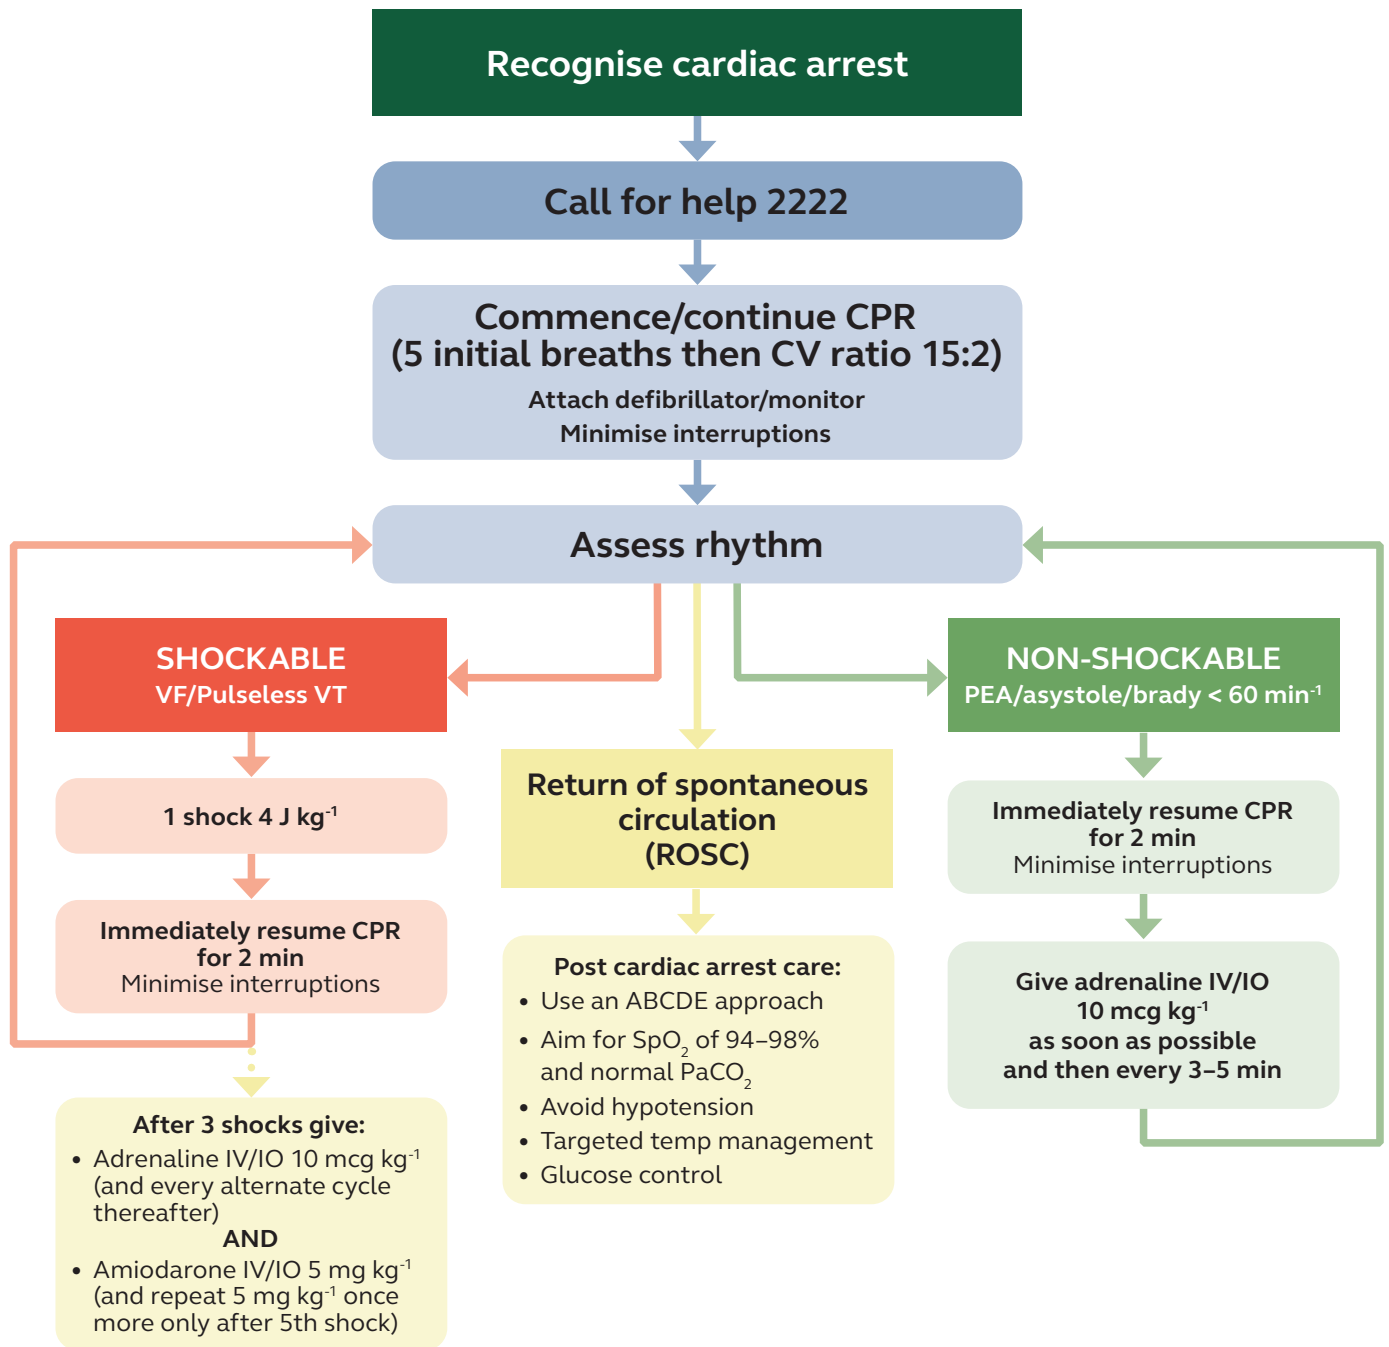 Recognise cardiac arrest
Call for help 2222
Commence/continue CPR
(5 initial breaths then CV ratio 15:2)
Attach defibrillator/monitor
Minimise interruptions
Assess rhythm
SHOCKABLE
VF/Pulseless VT
1 shock 4 J kg⁻¹
Immediately resume CPR
for 2 min
Minimise interruptions
After 3 shocks give:
• Adrenaline IV/IO 10 mcg kg⁻¹
(and every alternate cycle
thereafter)
AND
• Amiodarone IV/IO 5 mg kg⁻¹
(and repeat 5 mg kg⁻¹ once
more only after 5th shock)
Return of spontaneous
circulation
(ROSC)
Post cardiac arrest care:
• Use an ABCDE approach
• Aim for SpO₂ of 94–98%
and normal PaCO₂
• Avoid hypotension
• Targeted temp management
• Glucose control
NON-SHOCKABLE
PEA/asystole/brady < 60 min⁻¹
Immediately resume CPR
for 2 min
Minimise interruptions
Give adrenaline IV/IO
10 mcg kg⁻¹
as soon as possible
and then every 3–5 min